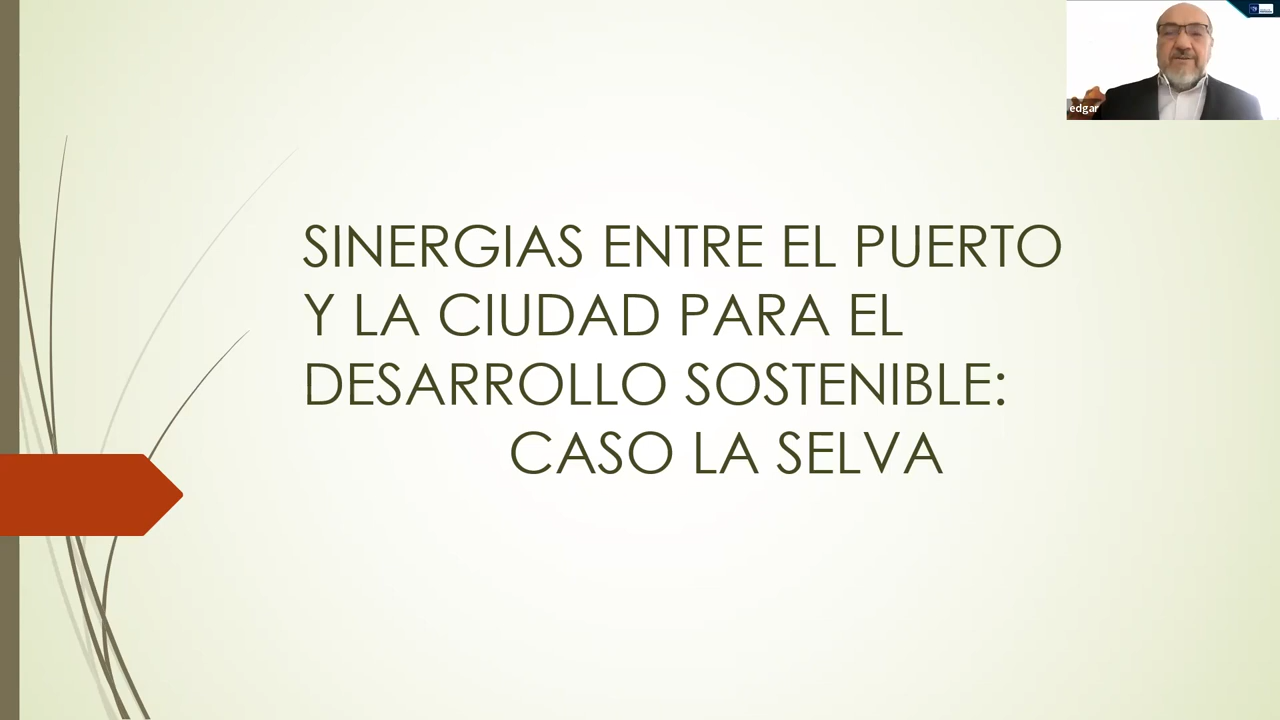 edgar
SINERGIAS ENTRE EL PUERTO
Y LA CIUDAD PARA EL
DESARROLLO SOSTENIBLE:
CASO LA SELVA